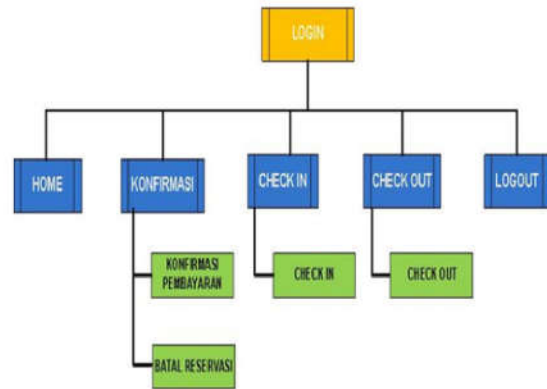 LOGIN
HOME
KONFIRMASI
CHECK IN
CHECK OUT
LOGOUT
KONFIRMASI
PEMBAYARAN
CHECK IN
CHECK OUT
BATAL RESERVASI